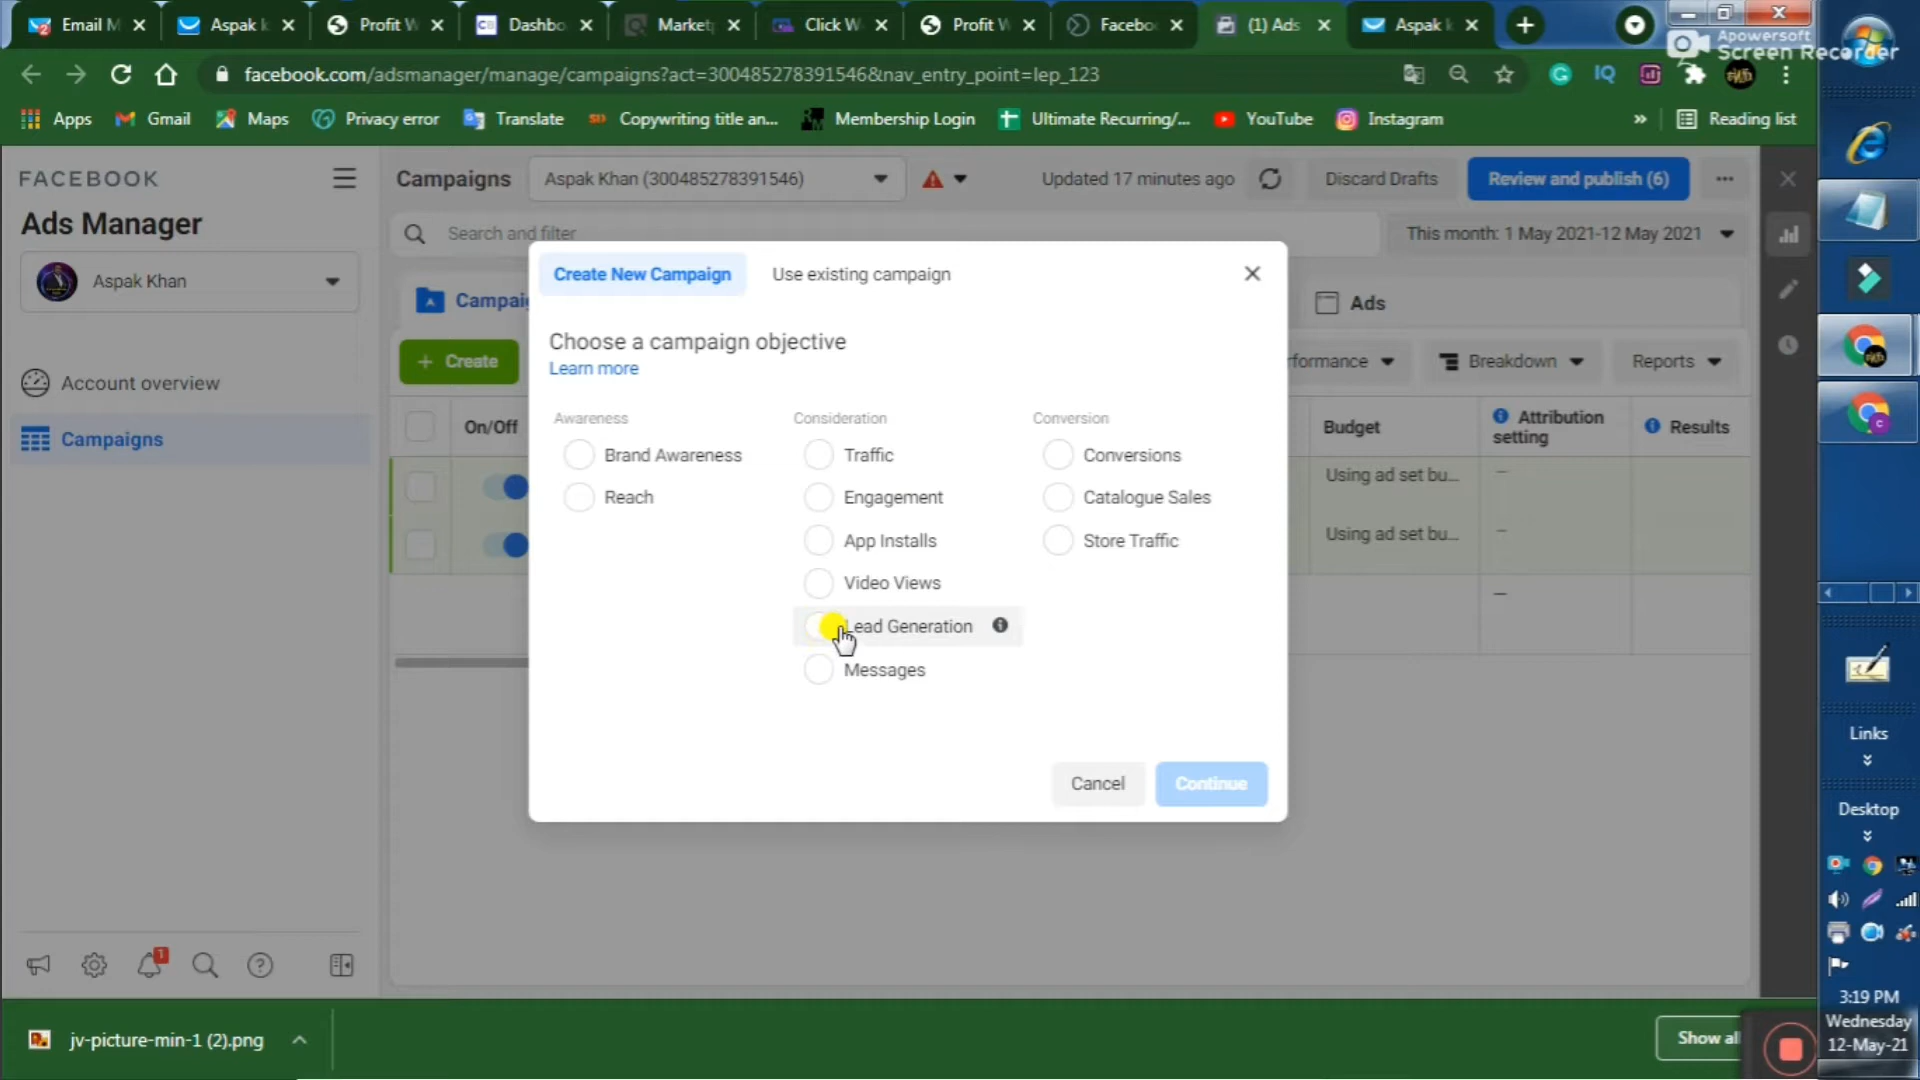 Email M
Aspak k
Profit W
Dashbo
Market
Click W
Profit W
Facebo
(1) Ads
Aspak k
Apowersoft
Screen Recorder
facebook.com/adsmanager/manage/campaigns?act=300485278391546&nav_entry_point=lep_123
IQ
Apps
Gmail
Maps
Privacy error
Translate
Copywriting title an...
Membership Login
Ultimate Recurring/...
YouTube
Instagram
»
Reading list
FACEBOOK
Ads Manager
Aspak Khan
Account overview
Campaigns
Campaigns
Aspak Khan (300485278391546)
Updated 17 minutes ago
Discard Drafts
Review and publish (6)
...
Search and filter
This month: 1 May 2021-12 May 2021
Campai
Ads
+ Create
rformance
Breakdown
Reports
On/Off
Budget
Attribution
setting
Results
Using ad set bu...
—
Using ad set bu...
—
—
Create New Campaign
Use existing campaign
Choose a campaign objective
Learn more
Awareness
Brand Awareness
Reach
Consideration
Traffic
Engagement
App Installs
Video Views
Lead Generation
Messages
Conversion
Conversions
Catalogue Sales
Store Traffic
Cancel
Continue
1
jv-picture-min-1 (2).png
Show all
Links
Desktop
3:19 PM
Wednesday
12-May-21